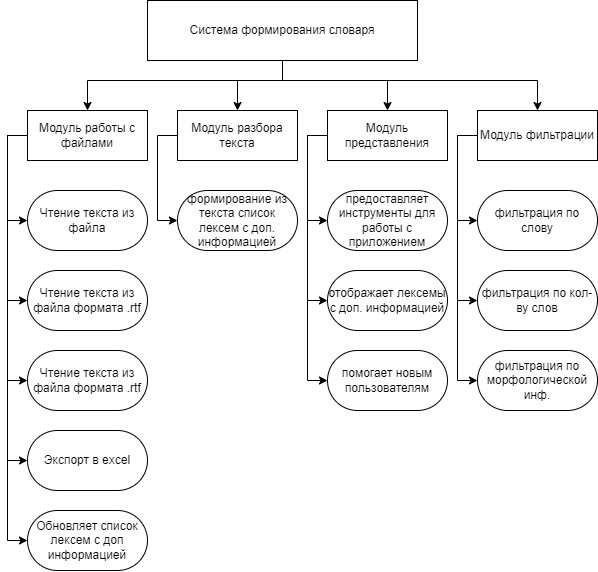 Система формирования словаря
Модуль работы с
файлами
Модуль разбора
текста
Модуль
представления
Модуль фильтрации
Чтение текста из
файла
Чтение текста из
файла формата .rtf
Чтение текста из
файла формата .rtf
Экспорт в excel
Обновляет список
лексем с доп
информацией
формирование из
текста список
лексем с доп.
информацией
предоставляет
инструменты для
работы с
приложением
отображает лексемы
с доп. информацией
помогает новым
пользователям
фильтрация по
слову
фильтрация по кол-
ву слов
фильтрация по
морфологической
инф.